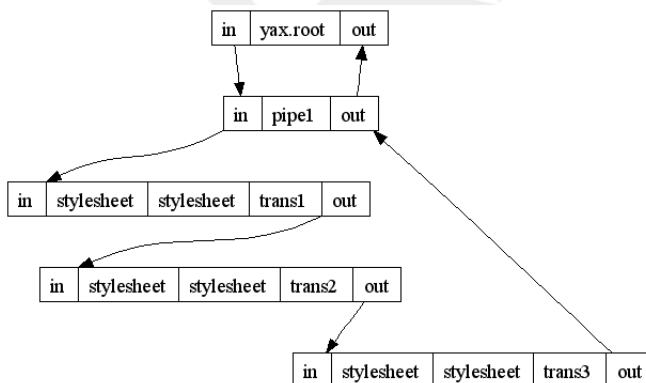 in yax.root out
in pipe1 out
in stylesheet stylesheet trans1 out
in stylesheet stylesheet trans2 out
in stylesheet stylesheet trans3 out